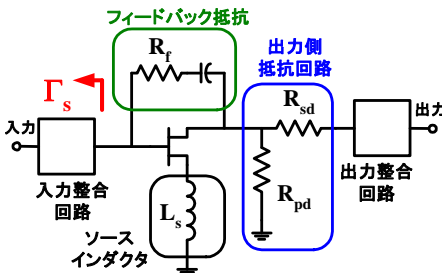 フィードバック抵抗
Rf
出力側
抵抗回路
Γs
Rsd
入力
出力
入力整合
回路
出力整合
回路
Rpd
Ls
ソース
インダクタ